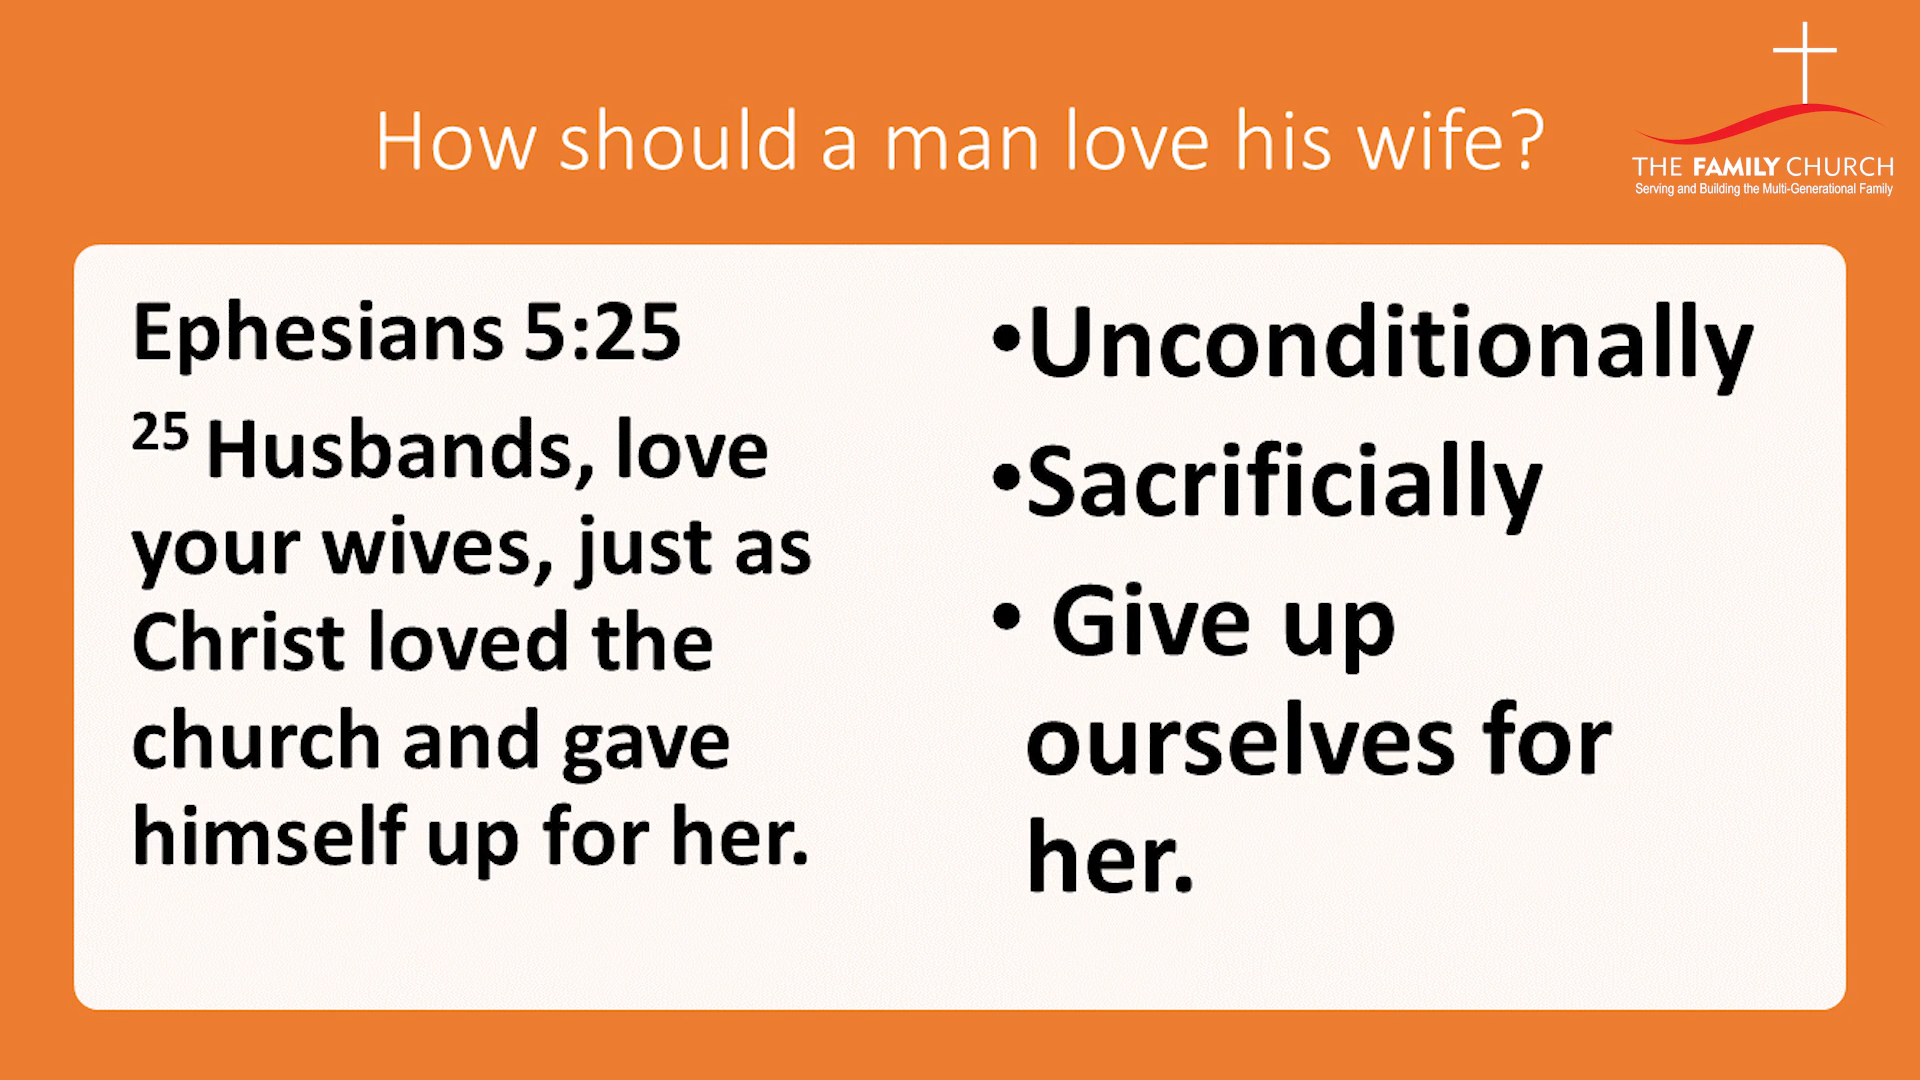 How should a man love his wife?
THE FAMILY CHURCH
Serving and Building the Multi-Generational Family
Ephesians 5:25
25 Husbands, love
your wives, just as
Christ loved the
church and gave
himself up for her.
•Unconditionally
•Sacrificially
• Give up
ourselves for
her.